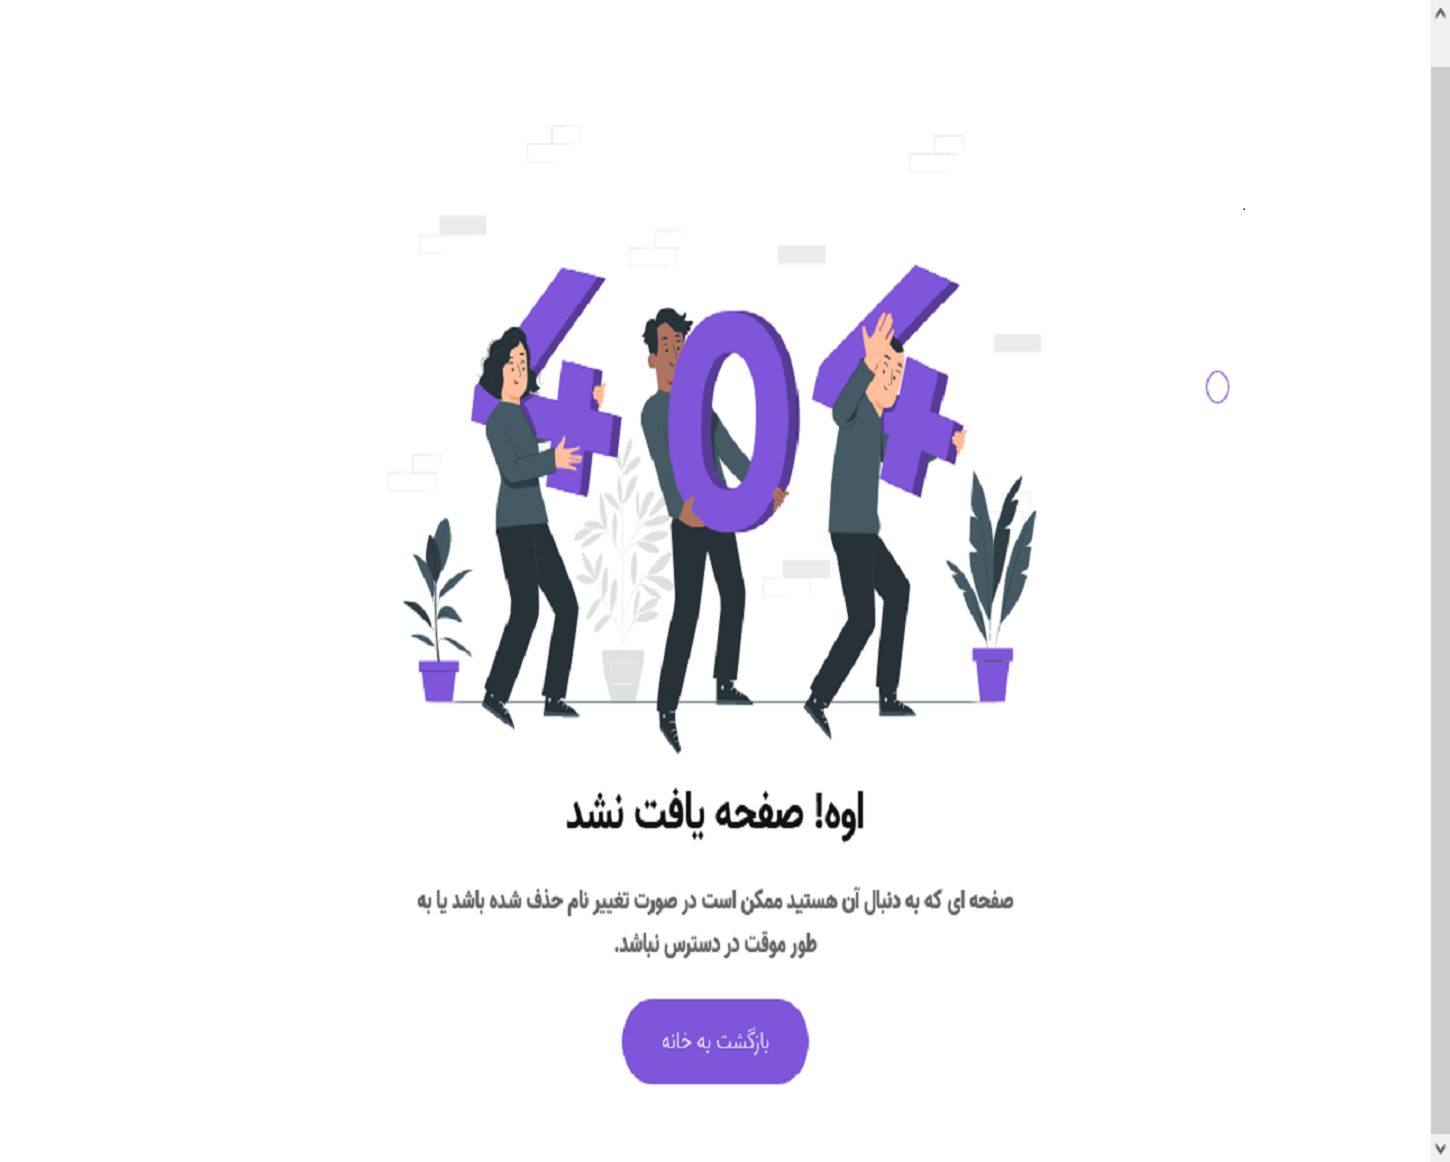 404
اوه! صفحه یافت نشد
صفحه ای که به دنبال آن هستید ممکن است در صورت تغییر نام حذف شده باشد یا به
طور موقت در دسترس نباشد.
بازگشت به خانه